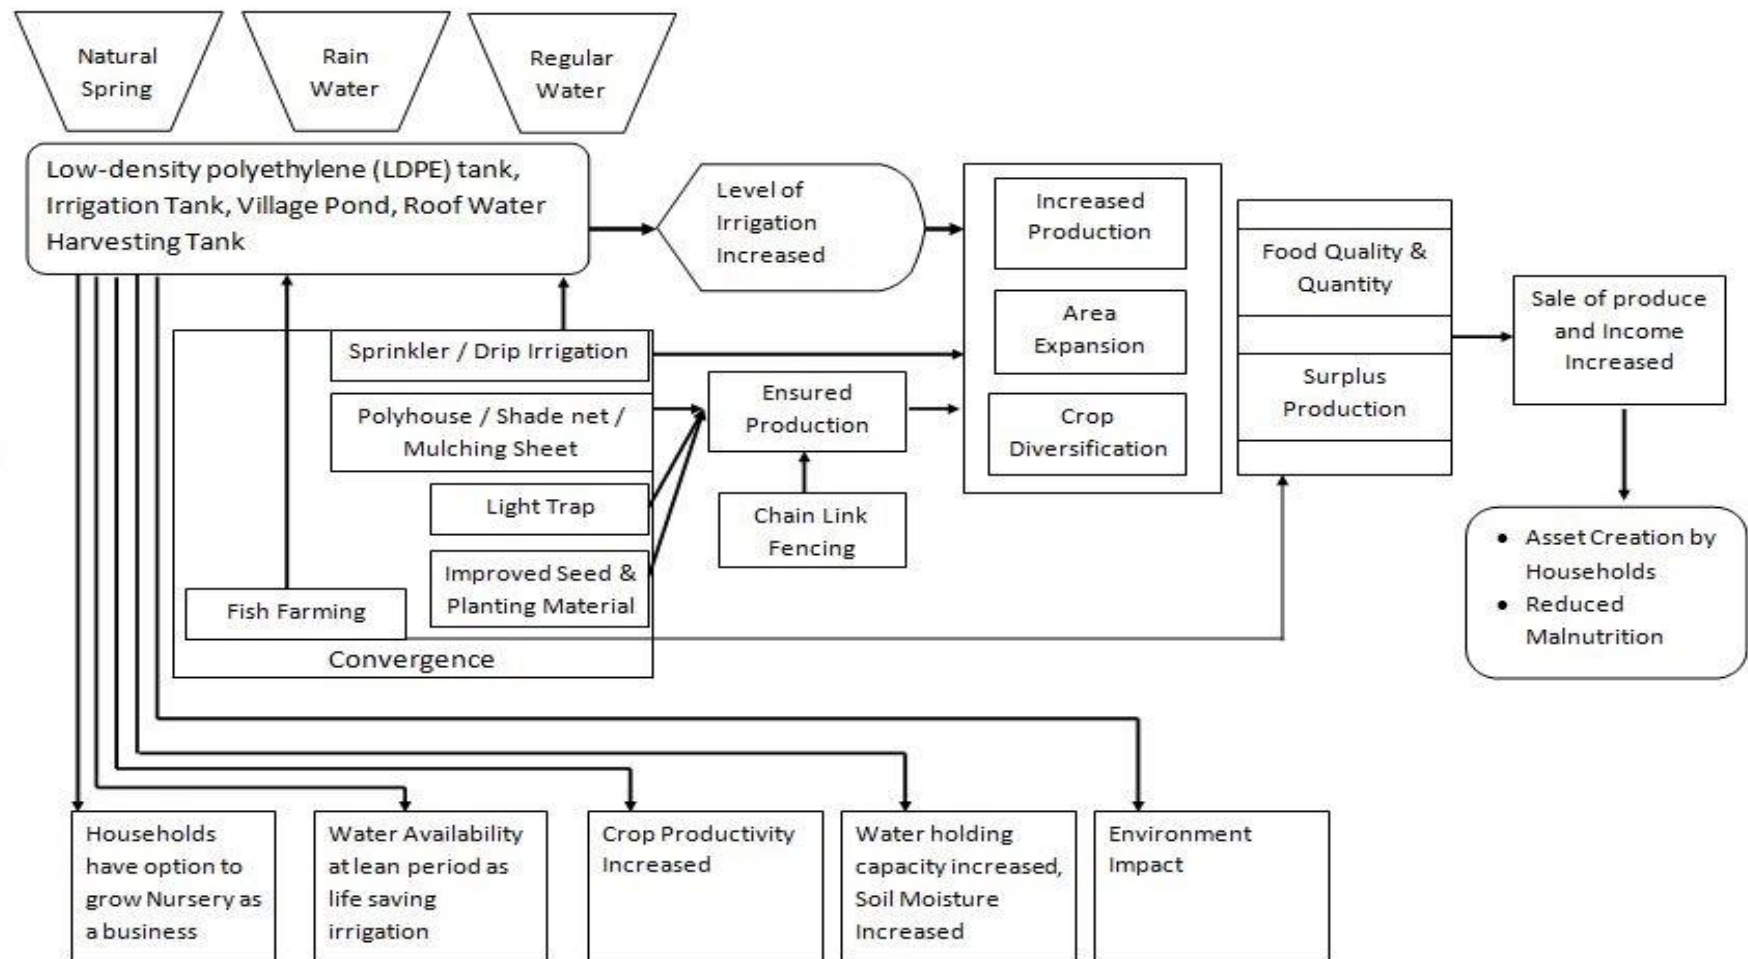 Natural
Spring
Rain
Water
Regular
Water
Low-density polyethylene (LDPE) tank,
Irrigation Tank, Village Pond, Roof Water
Harvesting Tank
Level of
Irrigation
Increased
Increased
Production
Area
Expansion
Crop
Diversification
Food Quality &
Quantity
Surplus
Production
Sale of produce
and Income
Increased
• Asset Creation by
Households
• Reduced
Malnutrition
Sprinkler / Drip Irrigation
Polyhouse / Shade net /
Mulching Sheet
Light Trap
Improved Seed &
Planting Material
Fish Farming
Convergence
Ensured
Production
Chain Link
Fencing
Households
have option to
grow Nursery as
a business
Water Availability
at lean period as
life saving
irrigation
Crop Productivity
Increased
Water holding
capacity increased,
Soil Moisture
Increased
Environment
Impact